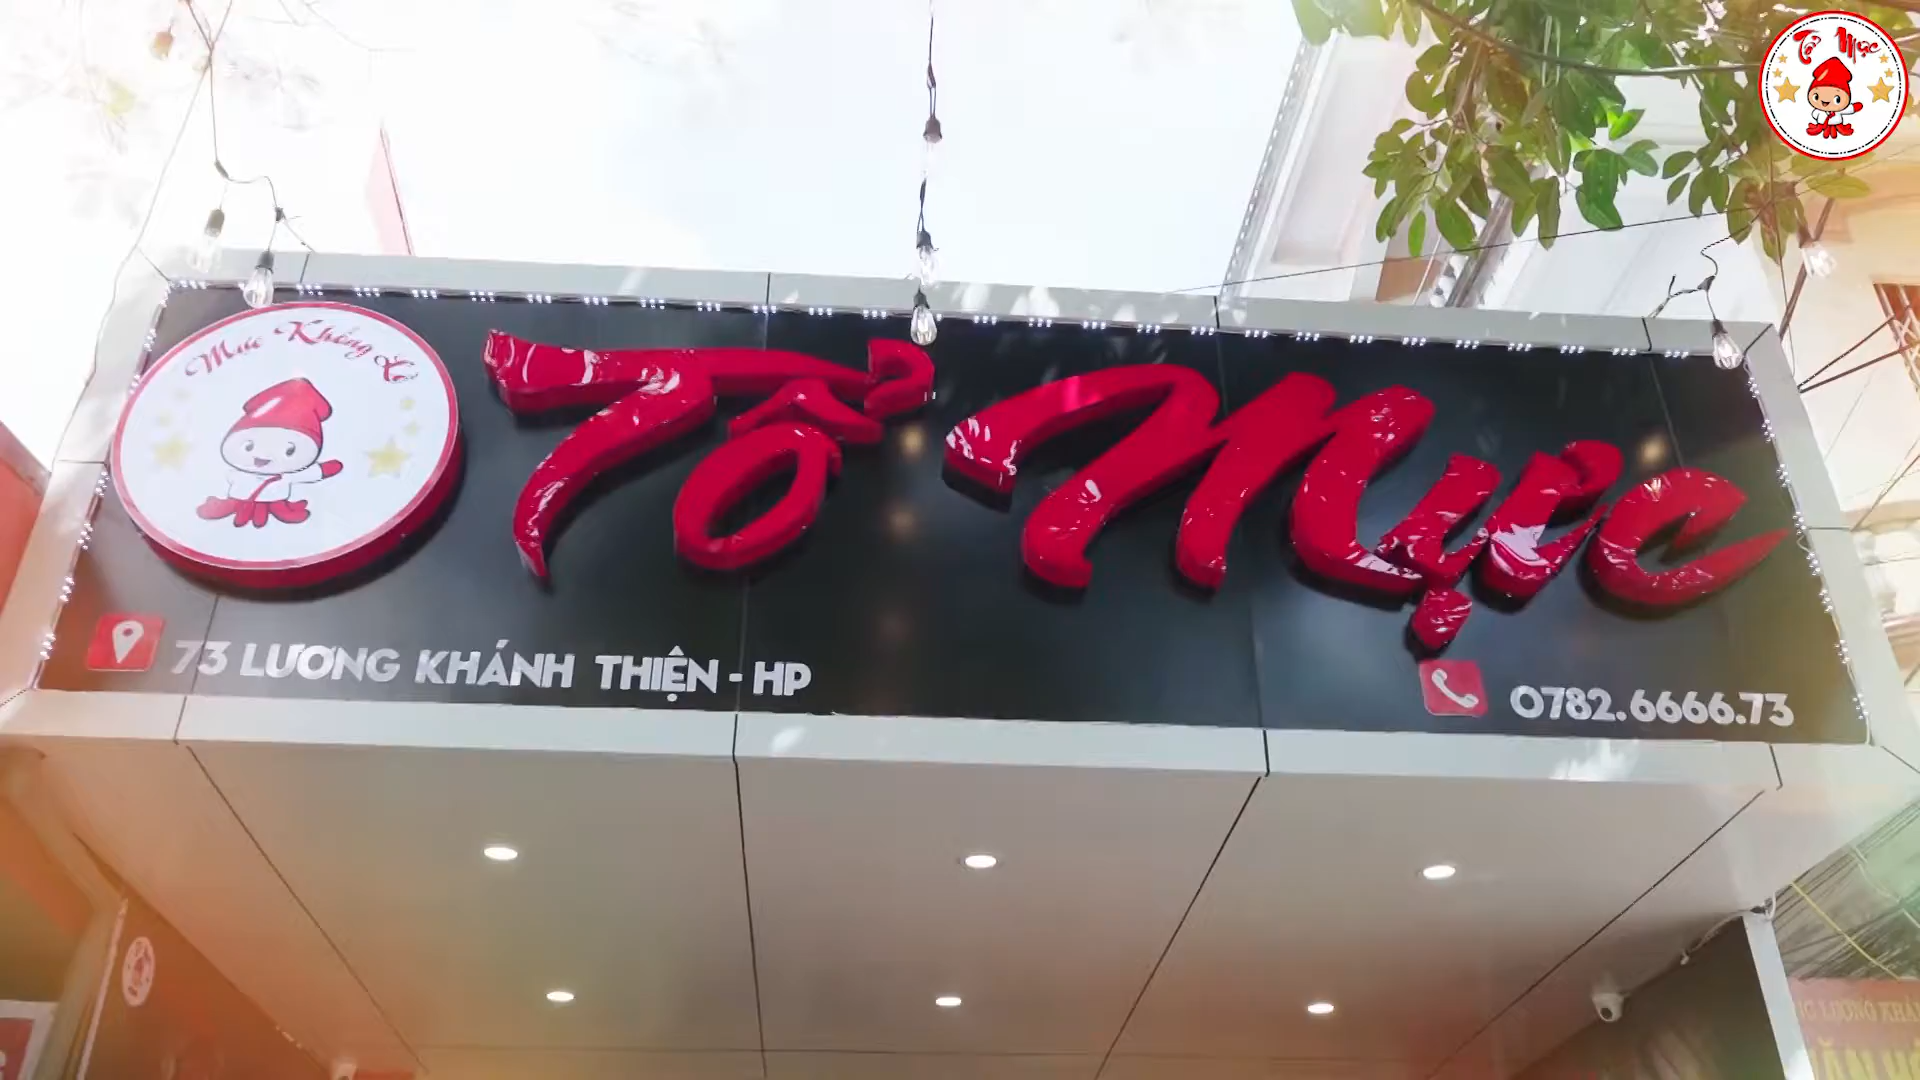 Tổ Mực
Mực Khổng Lồ
Tổ Mực
73 LƯƠNG KHÁNH THIỆN - HP
0782.6666.73